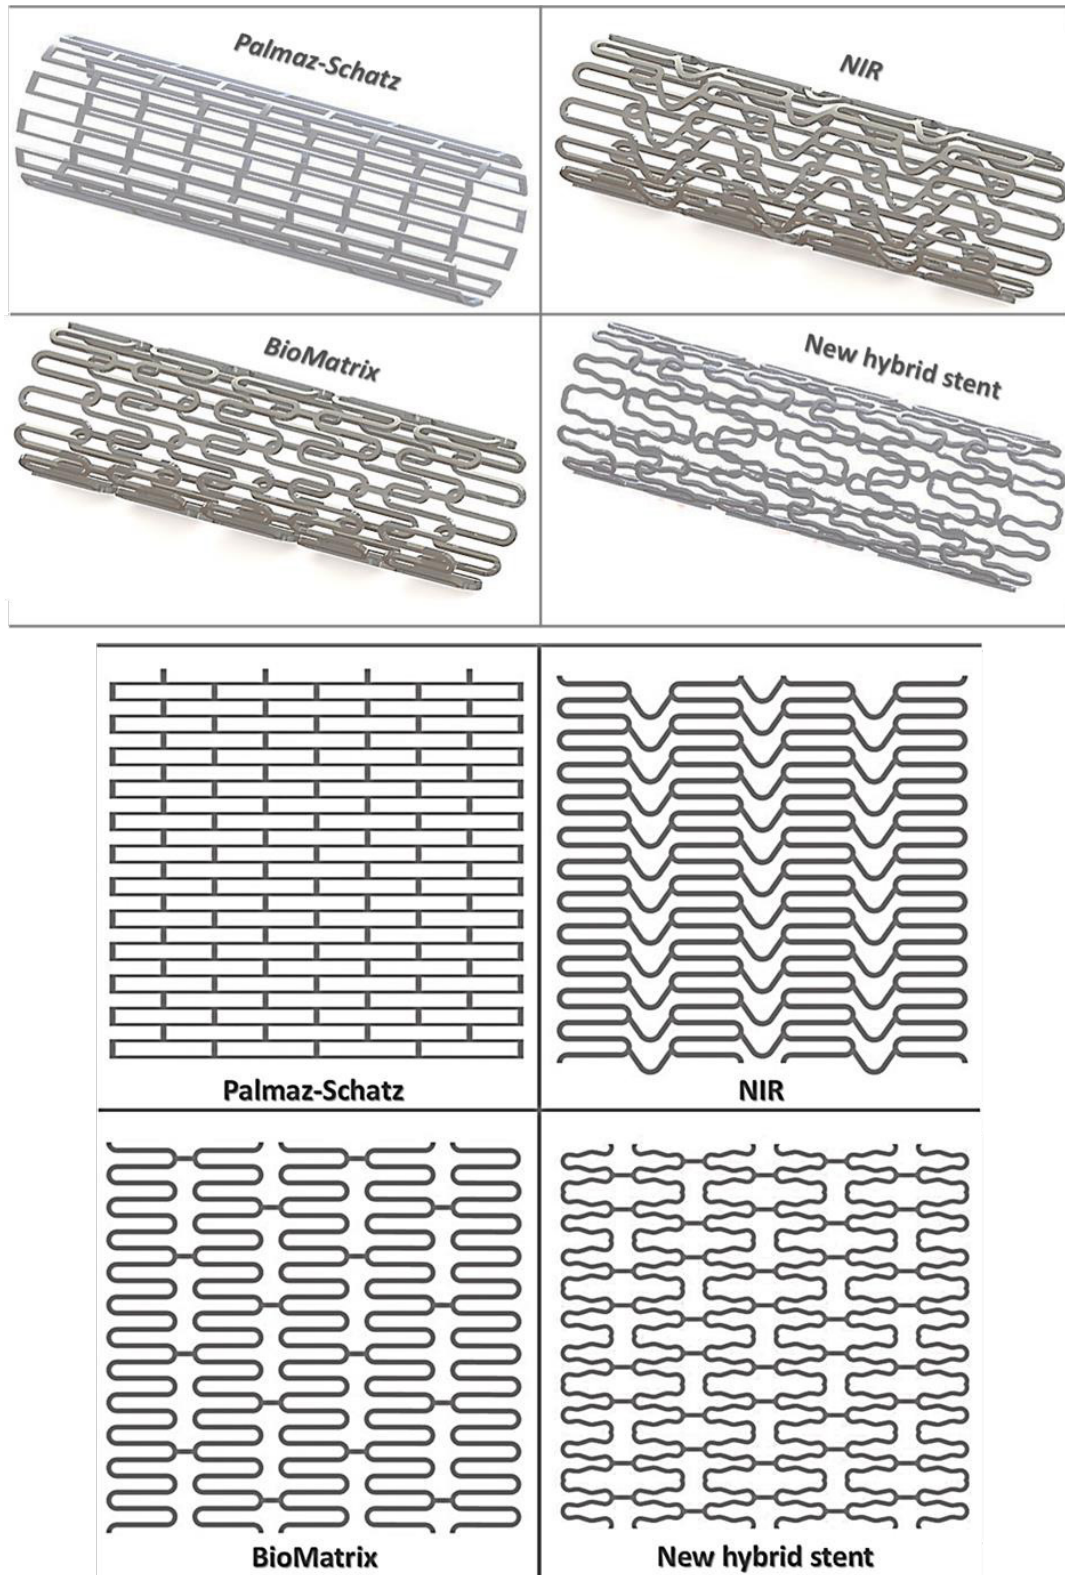 Palmaz-Schatz
NIR
BioMatrix
New hybrid stent
Palmaz-Schatz
NIR
BioMatrix
New hybrid stent